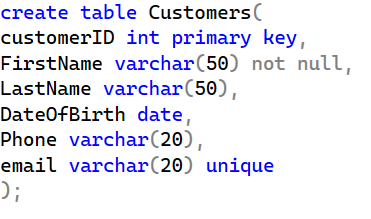 create table Customers(
customerID int primary key,
FirstName varchar(50) not null,
LastName varchar(50),
DateOfBirth date,
Phone varchar(20),
email varchar(20) unique
);